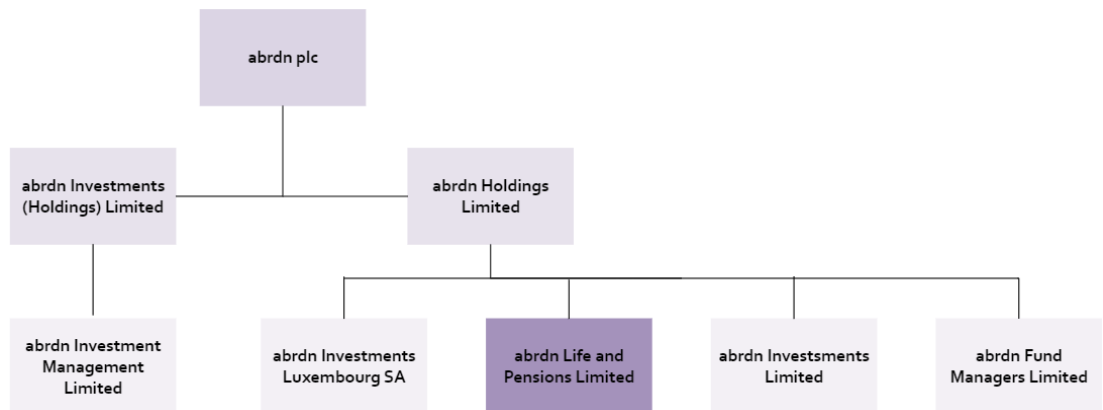 abrdn plc
abrdn Investments
(Holdings) Limited
abrdn Holdings
Limited
abrdn Investment
Management
Limited
abrdn Investments
Luxembourg SA
abrdn Life and
Pensions Limited
abrdn Investsments
Limited
abrdn Fund
Managers Limited